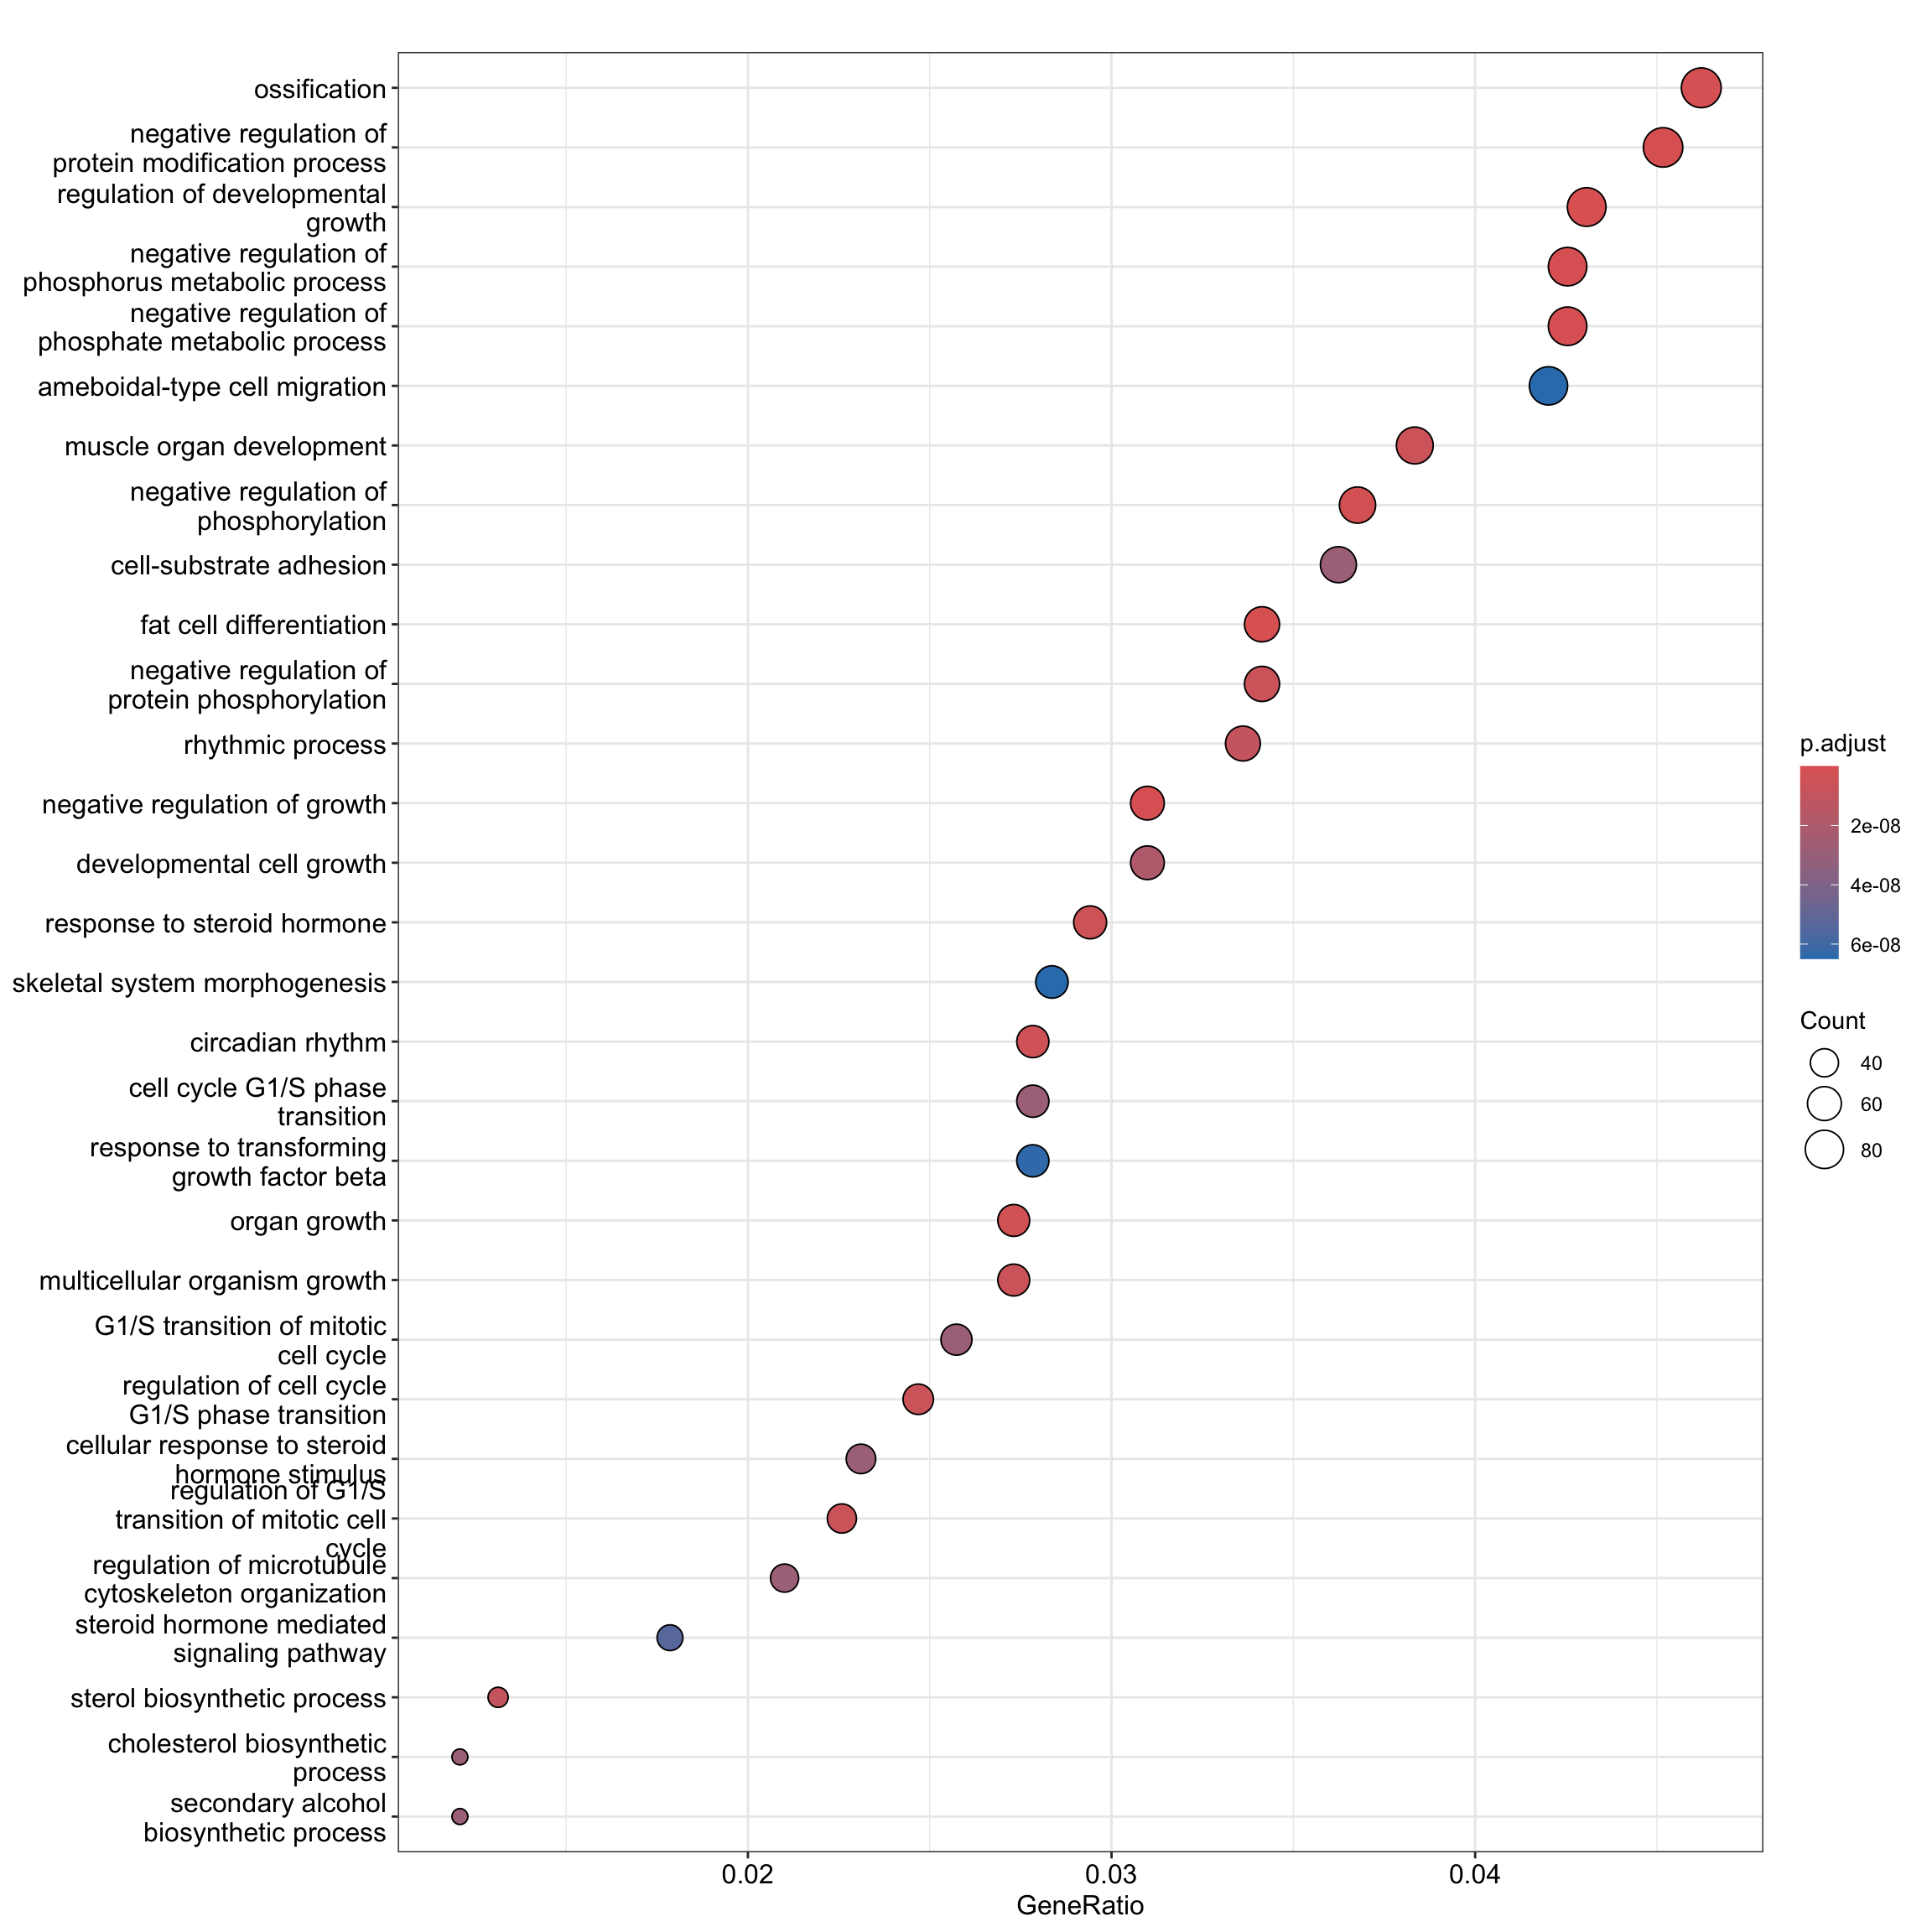 ossification
negative regulation of
protein modification process
regulation of developmental
growth
negative regulation of
phosphorus metabolic process
negative regulation of
phosphate metabolic process
ameboidal-type cell migration
muscle organ development
negative regulation of
phosphorylation
cell-substrate adhesion
fat cell differentiation
negative regulation of
protein phosphorylation
rhythmic process
negative regulation of growth
developmental cell growth
response to steroid hormone
skeletal system morphogenesis
circadian rhythm
cell cycle G1/S phase
transition
response to transforming
growth factor beta
organ growth
multicellular organism growth
G1/S transition of mitotic
cell cycle
regulation of cell cycle
G1/S phase transition
cellular response to steroid
hormone stimulus
regulation of G1/S
transition of mitotic cell
cycle
regulation of microtubule
cytoskeleton organization
steroid hormone mediated
signaling pathway
sterol biosynthetic process
cholesterol biosynthetic
process
secondary alcohol
biosynthetic process
0.02
0.03
0.04
GeneRatio
p.adjust
2e-08
4e-08
6e-08
Count
40
60
80